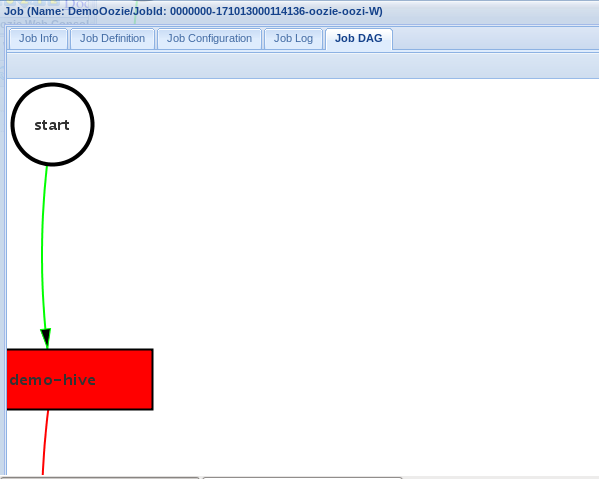 Job (Name: DemoOozie/JobId: 0000000-171013000114136-oozie-oozi-W)
Job Info
Job Definition
Job Configuration
Job Log
Job DAG
start
demo-hive